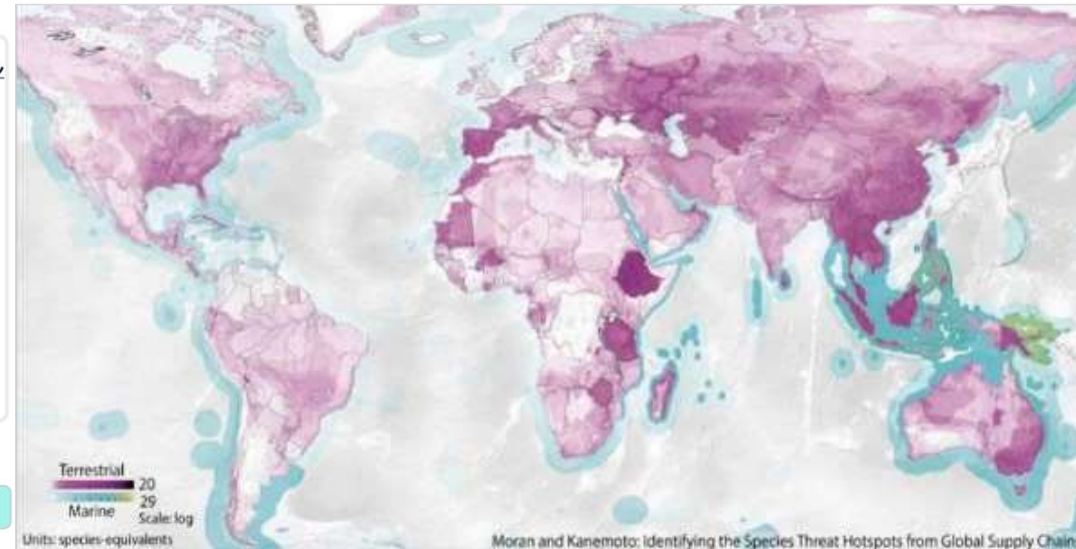 Terrestrial
20
29
Marine
Scale: log
Units: species-equivalents
Moran and Kanemoto: Identifying the Species Threat Hotspots from Global Supply Chain